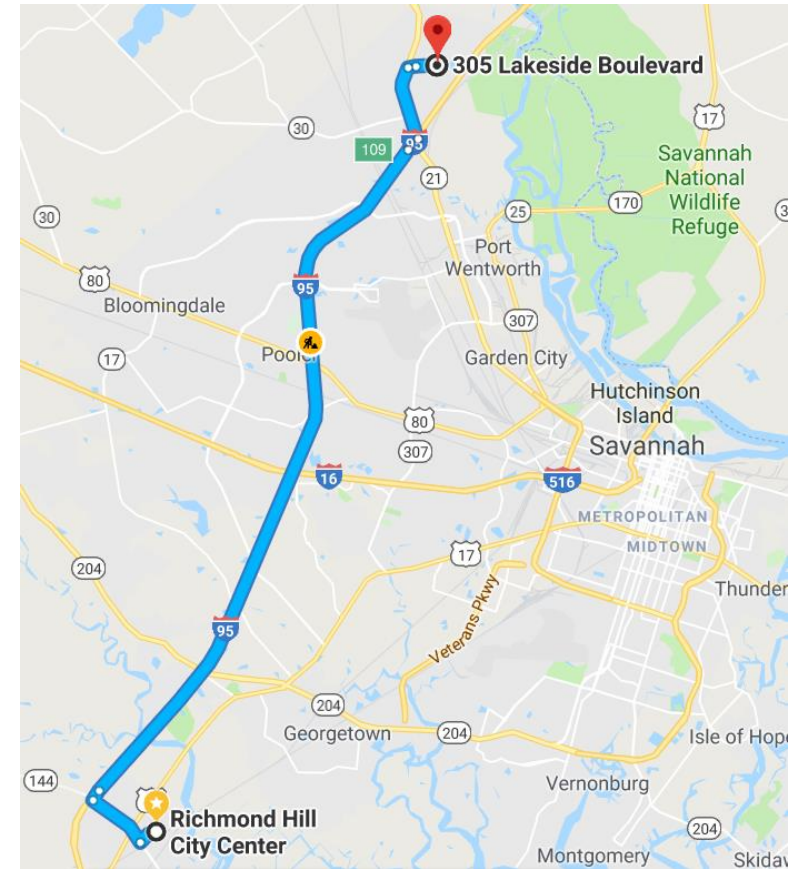 305 Lakeside Boulevard
30
95
109
17
21
Savannah
National
Wildlife
Refuge
170
25
30
3
Port
Wentworth
80
95
Bloomingdale
307
Pooler
17
Garden City
80
307
Hutchinson
Island
Savannah
16
516
METROPOLITAN
MIDTOWN
17
204
Thunder
Veterans Pkwy
95
204
Georgetown
204
Isle of Hope
144
Vernonburg
Richmond Hill
City Center
204
Montgomery
Skidaw